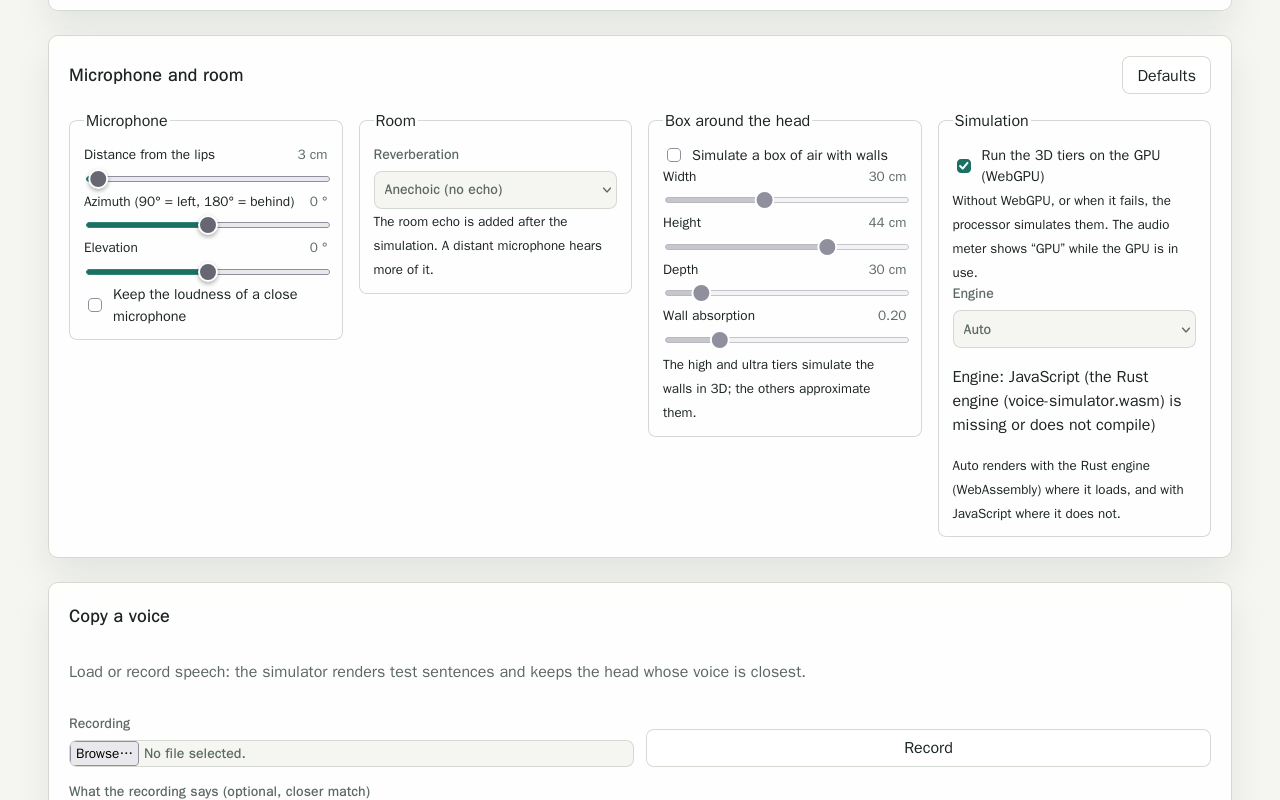 Microphone and room
Defaults
Microphone
Distance from the lips 3 cm
Azimuth (90° = left, 180° = behind) 0 °
Elevation 0 °
Keep the loudness of a close
microphone
Room
Reverberation
Anechoic (no echo)
The room echo is added after the
simulation. A distant microphone hears
more of it.
Box around the head
Simulate a box of air with walls
Width 30 cm
Height 44 cm
Depth 30 cm
Wall absorption 0.20
The high and ultra tiers simulate the
walls in 3D; the others approximate
them.
Simulation
Run the 3D tiers on the GPU
(WebGPU)
Without WebGPU, or when it fails, the
processor simulates them. The audio
meter shows “GPU” while the GPU is in
use.
Engine
Auto
Engine: JavaScript (the Rust
engine (voice-simulator.wasm) is
missing or does not compile)
Auto renders with the Rust engine
(WebAssembly) where it loads, and with
JavaScript where it does not.
Copy a voice
Load or record speech: the simulator renders test sentences and keeps the head whose voice is closest.
Recording
Browse… No file selected.
Record
What the recording says (optional, closer match)